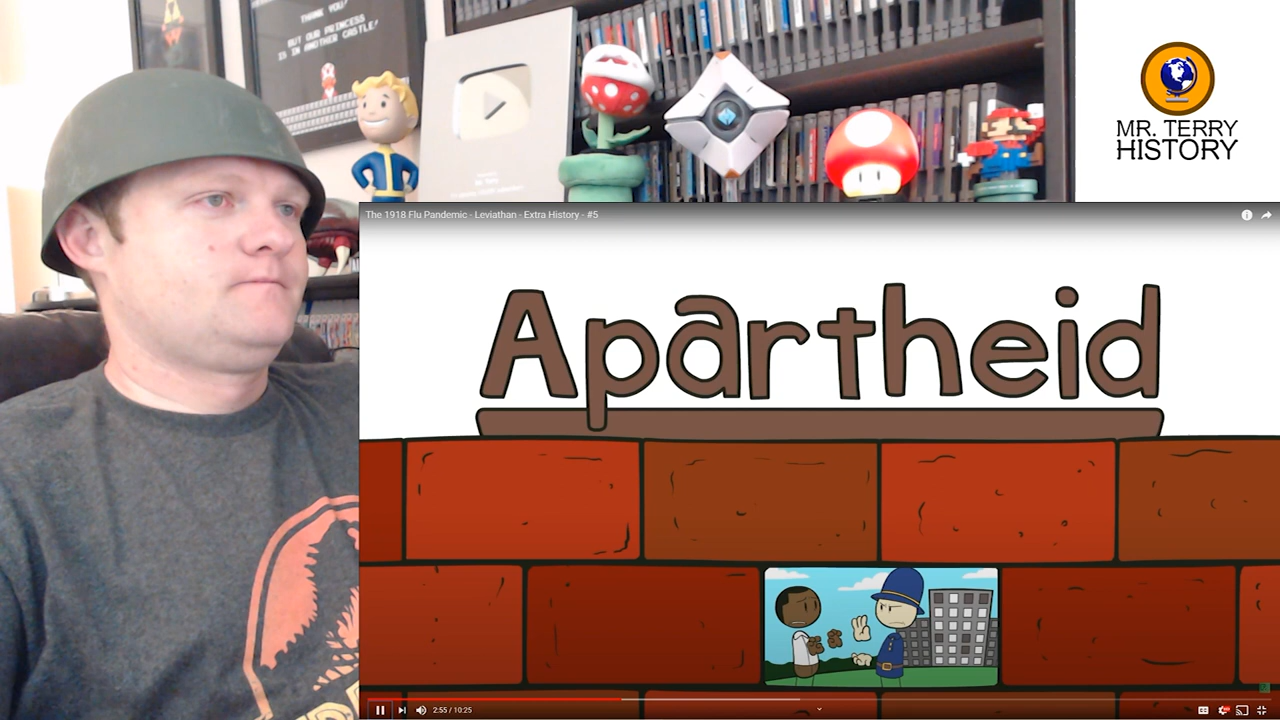 THANK YOU!
BUT OUR PRINCESS
IS IN ANOTHER CASTLE!
MR. TERRY
HISTORY
The 1918 Flu Pandemic - Leviathan - Extra History - #5
Apartheid
2:55 / 10:25